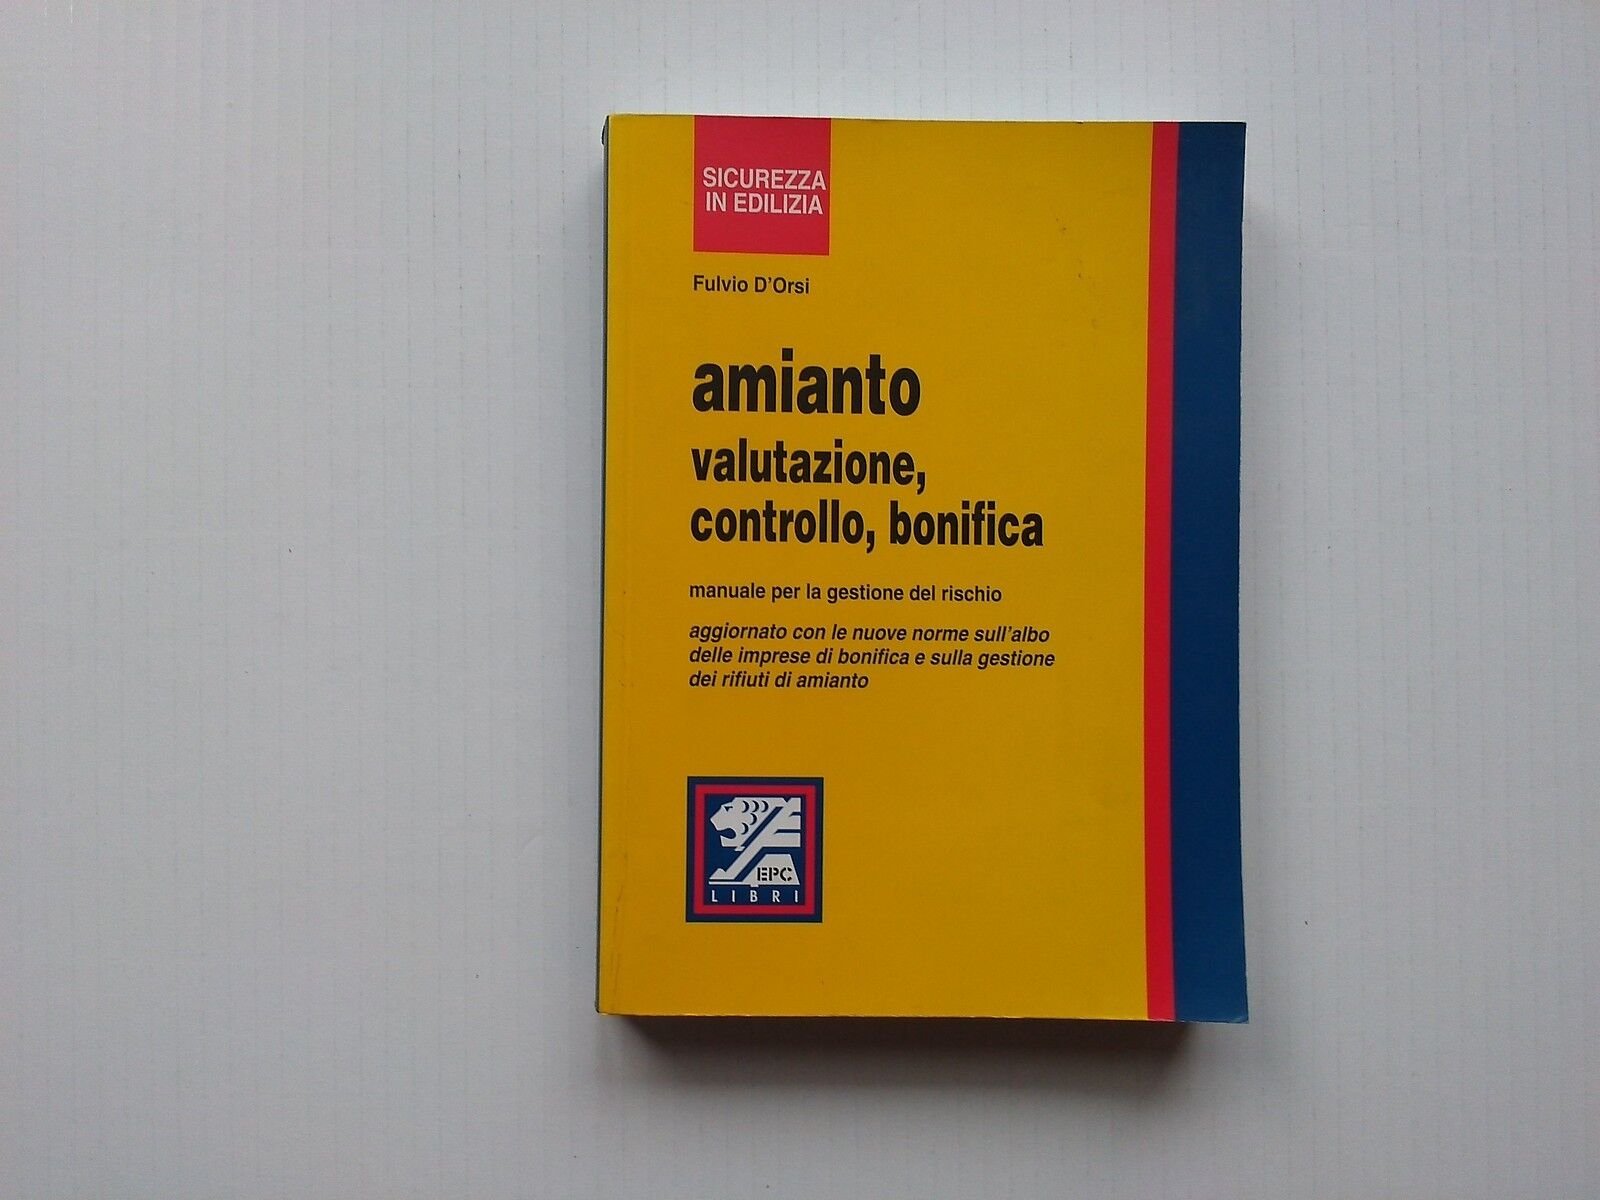 SICUREZZA
IN EDILIZIA
Fulvio D'Orsi
amianto
valutazione,
controllo, bonifica
manuale per la gestione del rischio
aggiornato con le nuove norme sull'albo
delle imprese di bonifica e sulla gestione
dei rifiuti di amianto
EPC
LIBRI